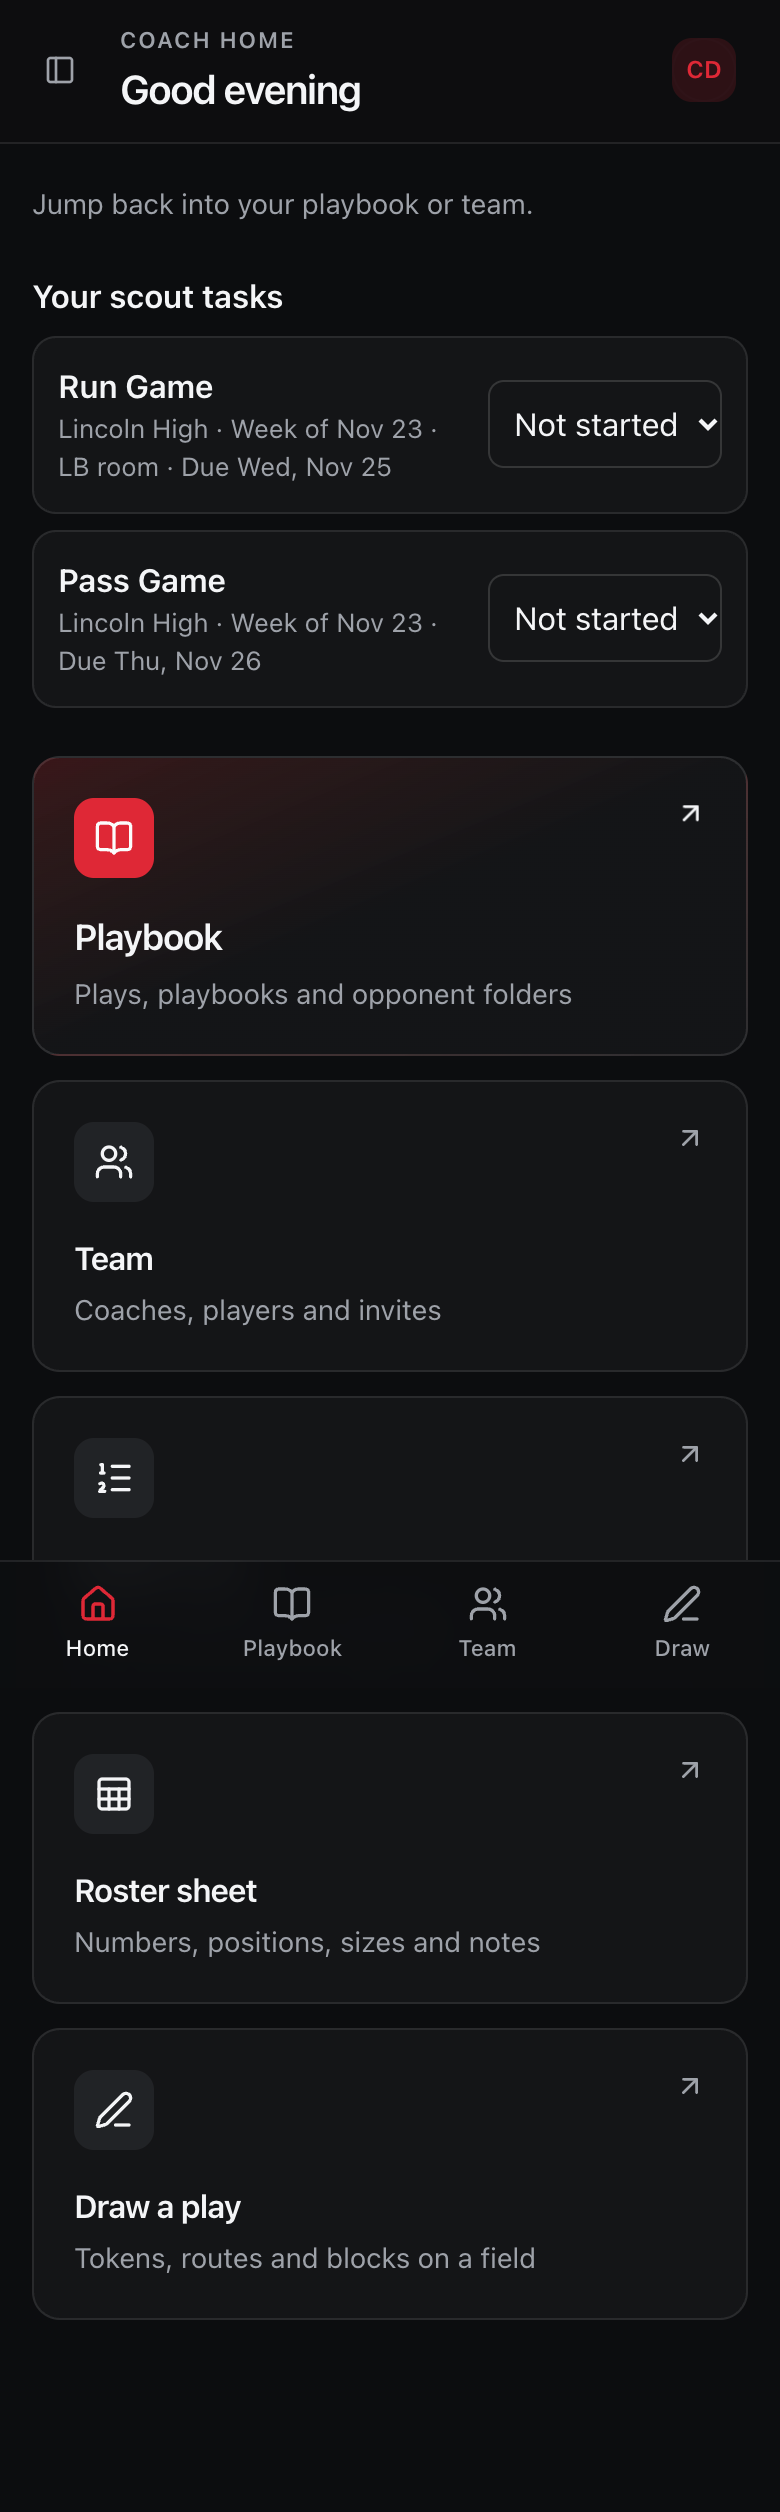 COACH HOME
Good evening
CD
Jump back into your playbook or team.
Your scout tasks
Run Game
Lincoln High · Week of Nov 23 ·
LB room · Due Wed, Nov 25
Not started
Pass Game
Lincoln High · Week of Nov 23 ·
Due Thu, Nov 26
Not started
Playbook
Plays, playbooks and opponent folders
Team
Coaches, players and invites
1
2
Home
Playbook
Team
Draw
Roster sheet
Numbers, positions, sizes and notes
Draw a play
Tokens, routes and blocks on a field